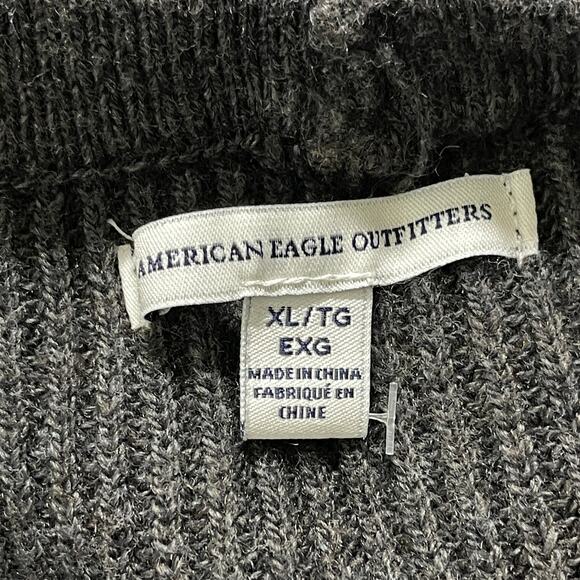 AMERICAN EAGLE OUTFITTERS
XL/TG
EXG
MADE IN CHINA
FABRIQUÉ EN
CHINE